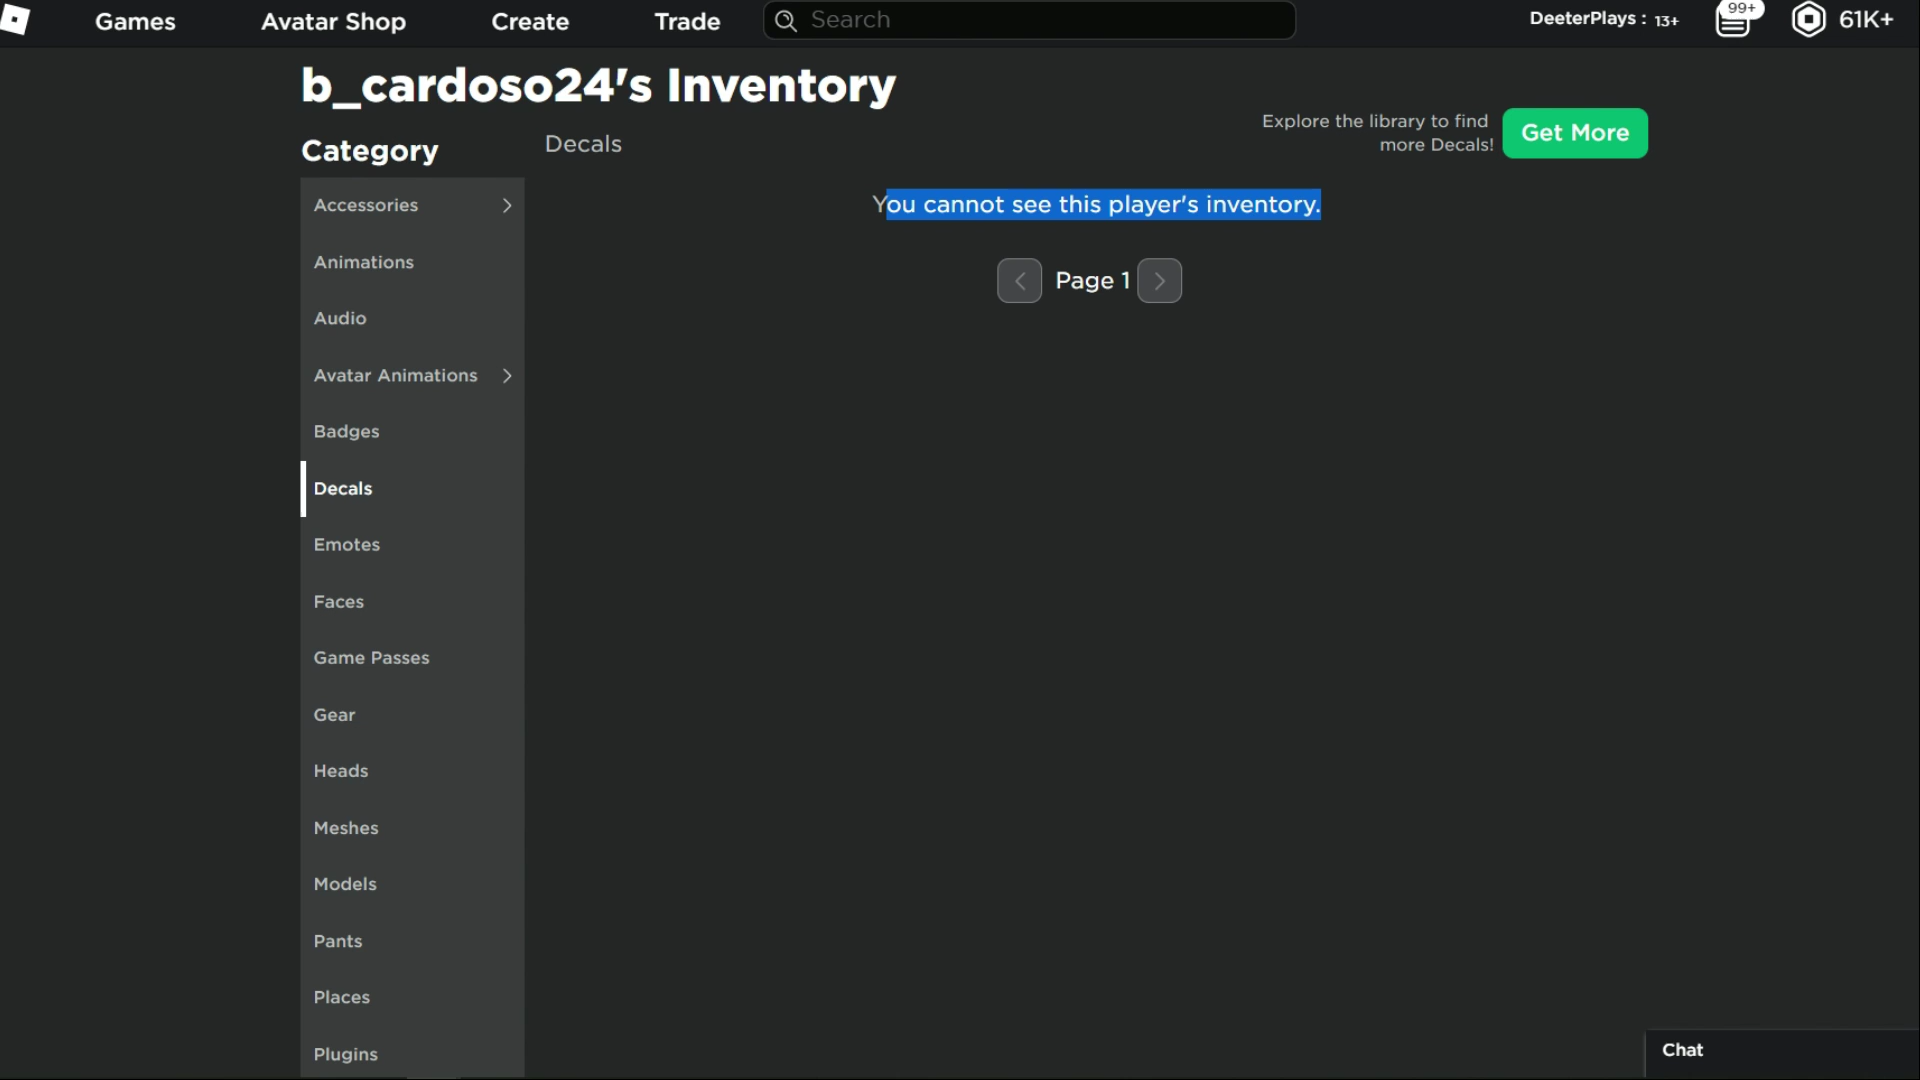 Games Avatar Shop Create Trade Search DeeterPlays : 13+ 99+ 61K+
b_cardoso24's Inventory
Explore the library to find
more Decals!
Get More
Category
Decals
You cannot see this player's inventory.
Page 1
Accessories
Animations
Audio
Avatar Animations
Badges
Decals
Emotes
Faces
Game Passes
Gear
Heads
Meshes
Models
Pants
Places
Plugins
Chat